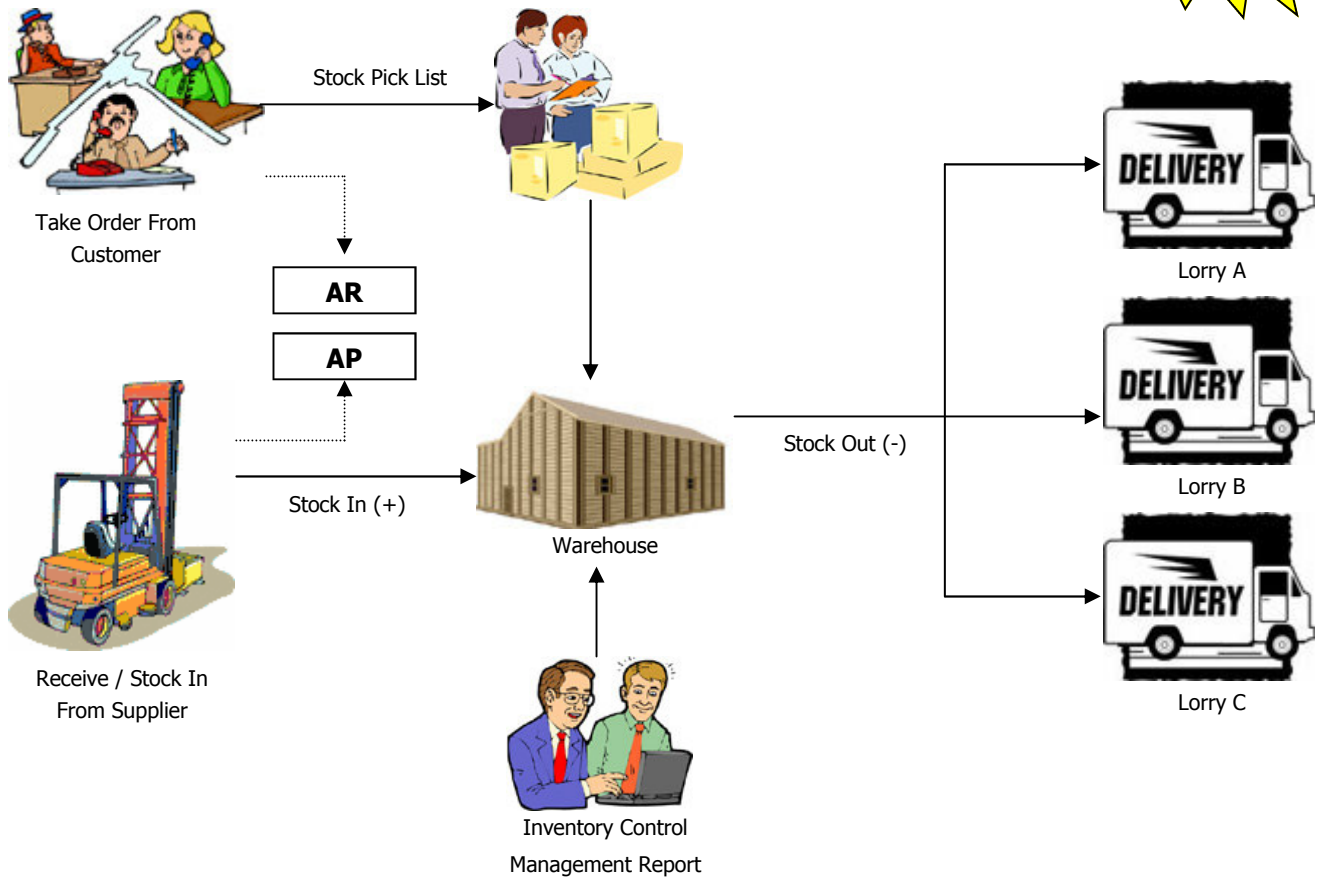 Stock Pick List
Take Order From
Customer
AR
AP
Stock In (+)
Receive / Stock In
From Supplier
Warehouse
Inventory Control
Management Report
Stock Out (-)
DELIVERY
Lorry A
DELIVERY
Lorry B
DELIVERY
Lorry C